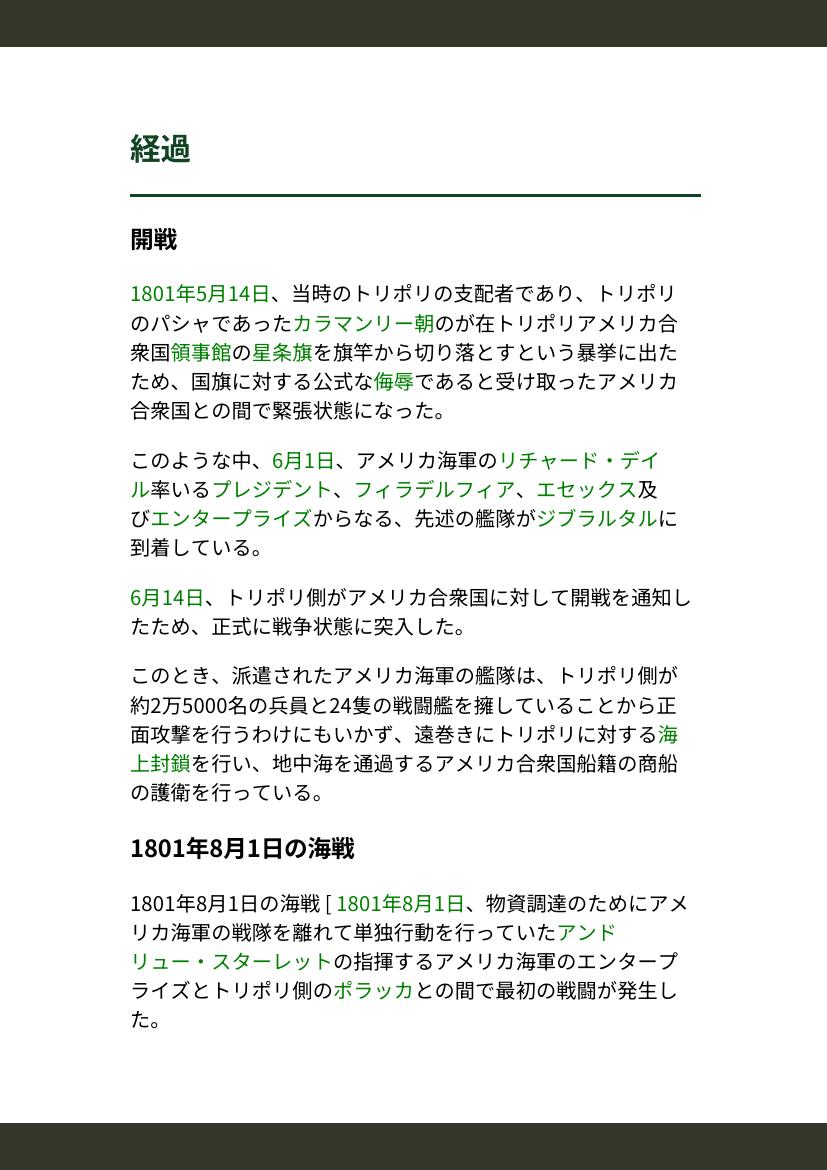 経過
開戦
1801年5月14日、当時のトリポリの支配者であり、トリポリ
のパシャであったカラマンリー朝のが在トリポリアメリカ合
衆国領事館の星条旗を旗竿から切り落とすという暴挙に出た
ため、国旗に対する公式な侮辱であると受け取ったアメリカ
合衆国との間で緊張状態になった。
このような中、6月1日、アメリカ海軍のリチャード・デイ
ル率いるプレジデント、フィラデルフィア、エセックス及
びエンタープライズからなる、先述の艦隊がジブラルタルに
到着している。
6月14日、トリポリ側がアメリカ合衆国に対して開戦を通知し
たため、正式に戦争状態に突入した。
このとき、派遣されたアメリカ海軍の艦隊は、トリポリ側が
約2万5000名の兵員と24隻の戦闘艦を擁していることから正
面攻撃を行うわけにもいかず、遠巻きにトリポリに対する海
上封鎖を行い、地中海を通過するアメリカ合衆国船籍の商船
の護衛を行っている。
1801年8月1日の海戦
1801年8月1日の海戦 [ 1801年8月1日、物資調達のためにアメ
リカ海軍の戦隊を離れて単独行動を行っていたアンド
リュー・スターレットの指揮するアメリカ海軍のエンタープ
ライズとトリポリ側のポラッカとの間で最初の戦闘が発生し
た。